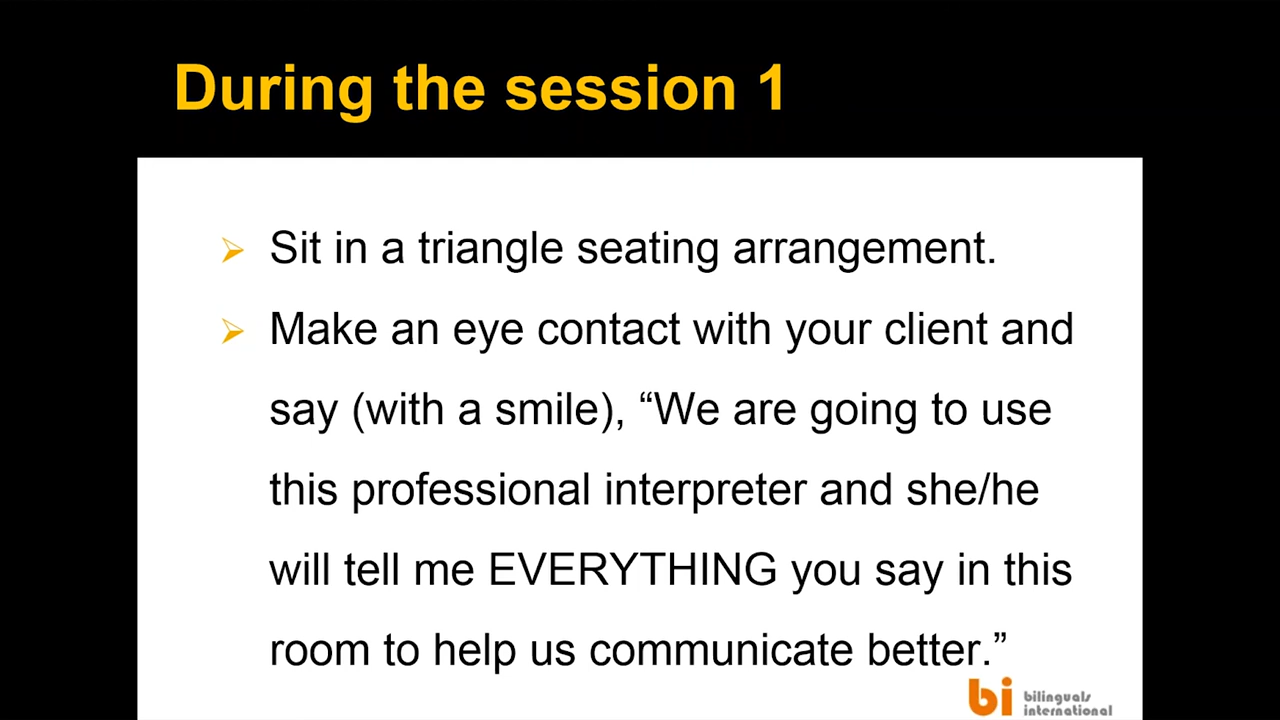 During the session 1
Sit in a triangle seating arrangement.
Make an eye contact with your client and
say (with a smile), “We are going to use
this professional interpreter and she/he
will tell me EVERYTHING you say in this
room to help us communicate better.”
bi bilinguals
international